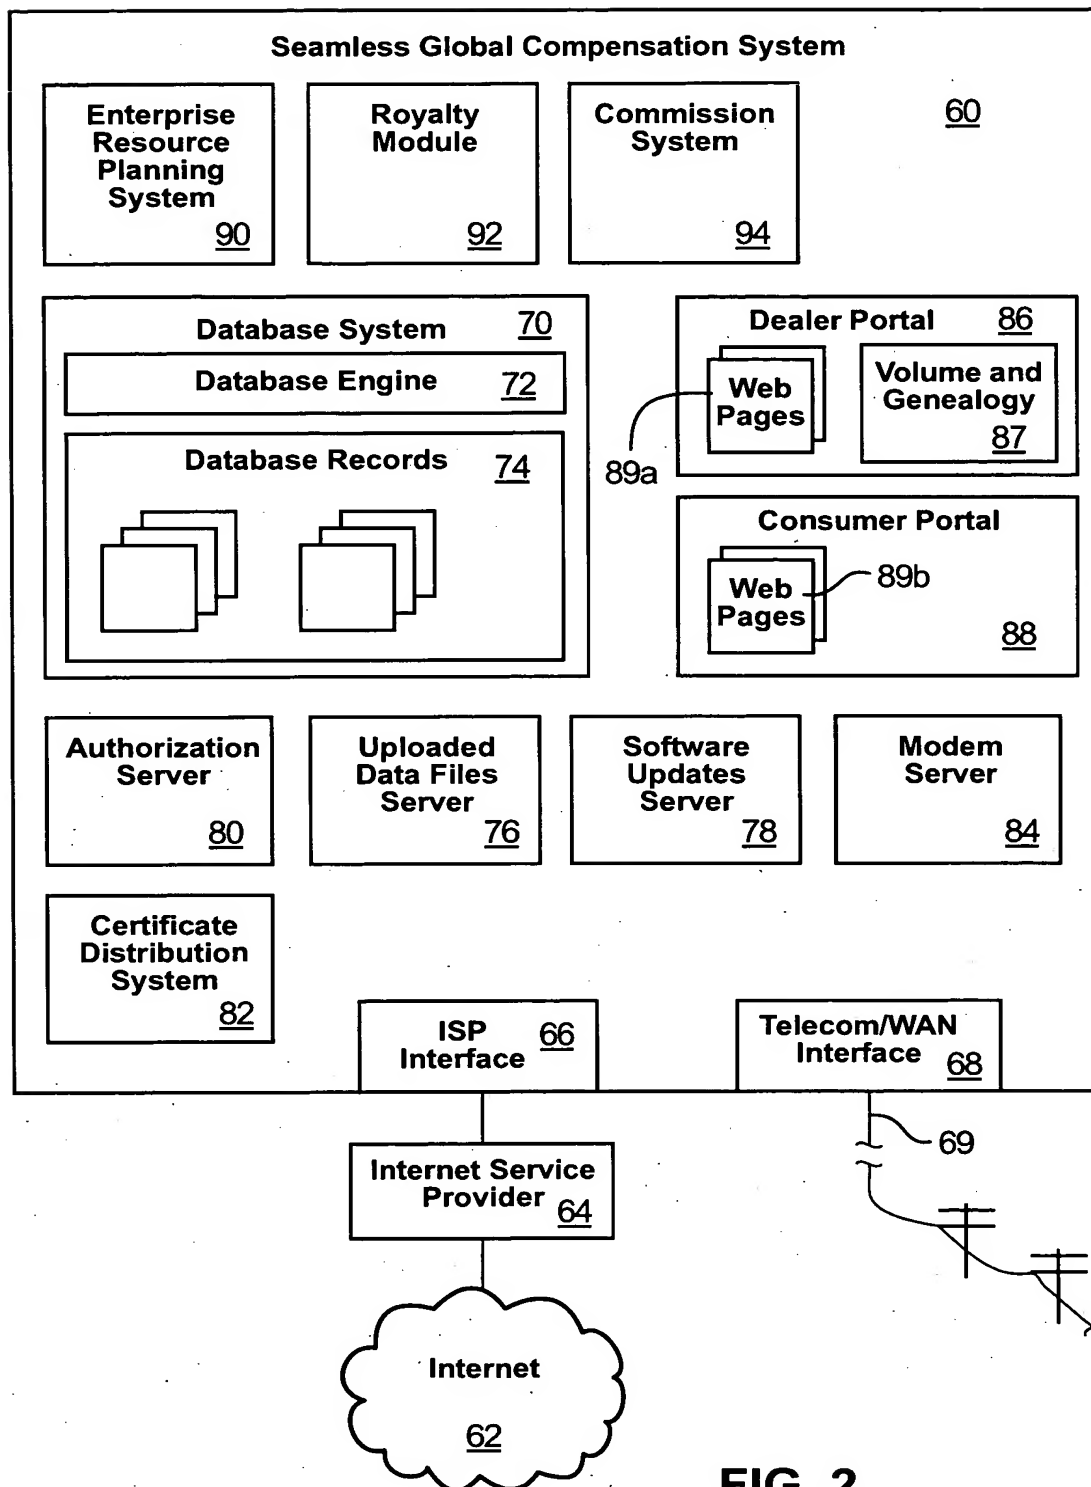 Seamless Global Compensation System
Enterprise
Resource
Planning
System
90
Royalty
Module
92
Commission
System
94
60
Database System 70
Database Engine 72
Database Records 74
Dealer Portal 86
Web
Pages
89a
Volume and
Genealogy
87
Consumer Portal
Web
Pages
89b
88
Authorization
Server
80
Uploaded
Data Files
Server
76
Software
Updates
Server
78
Modem
Server
84
Certificate
Distribution
System
82
ISP
Interface
66
Telecom/WAN
Interface
68
69
Internet Service
Provider
64
Internet
62
FIG. 2